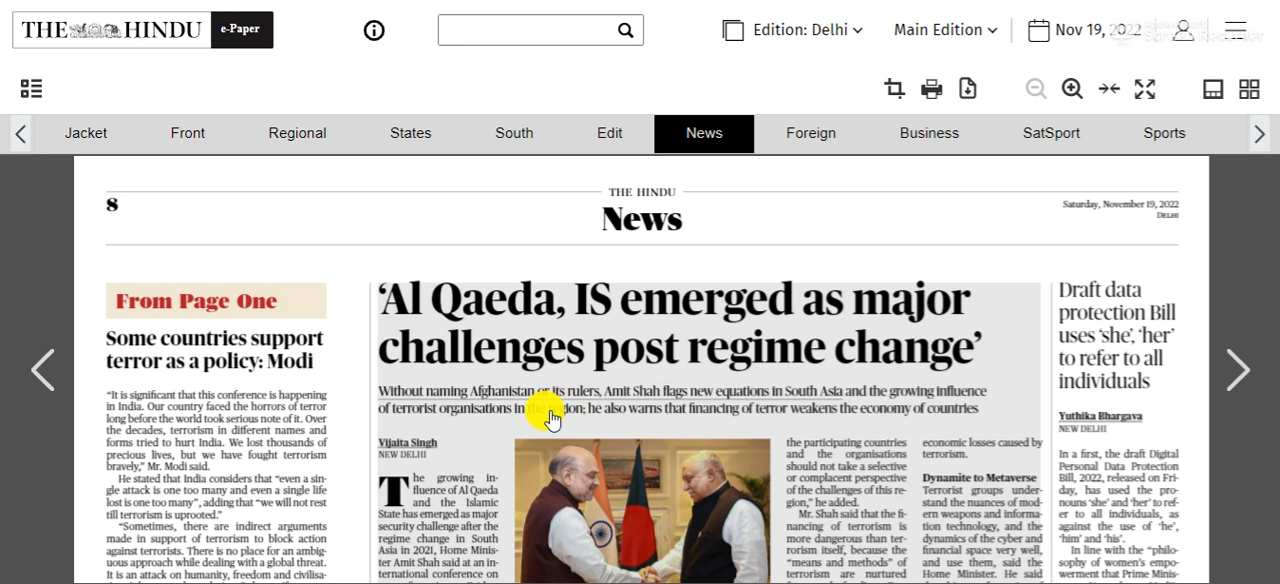 THE HINDU e-Paper
Edition: Delhi
Main Edition
Nov 19, 2022
Jacket Front Regional States South Edit News Foreign Business SatSport Sports
THE HINDU
8
News
Saturday, November 19, 2022
DELHI
From Page One
Some countries support
terror as a policy: Modi
"It is significant that this conference is happening
in India. Our country faced the horrors of terror
long before the world took serious note of it. Over
the decades, terrorism in different names and
forms tried to hurt India. We lost thousands of
precious lives, but we have fought terrorism
bravely," Mr. Modi said.
He stated that India considers that "even a sin-
gle attack is one too many and even a single life
lost is one too many", adding that "we will not rest
till terrorism is uprooted."
"Sometimes, there are indirect arguments
made in support of terrorism to block action
against terrorists. There is no place for an ambig-
uous approach while dealing with a global threat.
It is an attack on humanity, freedom and civilisa-
'Al Qaeda, IS emerged as major
challenges post regime change'
Without naming Afghanistan or its rulers, Amit Shah flags new equations in South Asia and the growing influence
of terrorist organisations in the region; he also warns that financing of terror weakens the economy of countries
Vijaita Singh
NEW DELHI
The growing in-
fluence of Al Qaeda
and the Islamic
State has emerged as major
security challenge after the
regime change in South
Asia in 2021, Home Minis-
ter Amit Shah said at an in-
ternational conference on
the participating countries
and the organisations
should not take a selective
or complacent perspective
of the challenges of this re-
gion," he added.
Mr. Shah said that the fi-
nancing of terrorism is
more dangerous than ter-
rorism itself, because the
"means and methods" of
terrorism are nurtured
economic losses caused by
terrorism.
Dynamite to Metaverse
Terrorist groups under-
stand the nuances of mod-
ern weapons and informa-
tion technology, and the
dynamics of the cyber and
financial space very well,
and use them, said the
Home Minister. He said
Draft data
protection Bill
uses 'she', 'her'
to refer to all
individuals
Yuthika Bhargava
NEW DELHI
In a first, the draft Digital
Personal Data Protection
Bill, 2022, released on Fri-
day, has used the pro-
nouns 'she' and 'her' to ref-
er to all individuals, as
against the use of 'he',
'him' and 'his'.
In line with the "philo-
sophy of women's empo-
werment that Prime Minis-